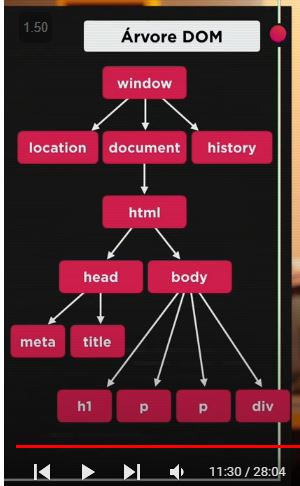 1.50
Árvore DOM
window
location document history
html
head body
meta title
h1 p p div
11:30 / 28:04